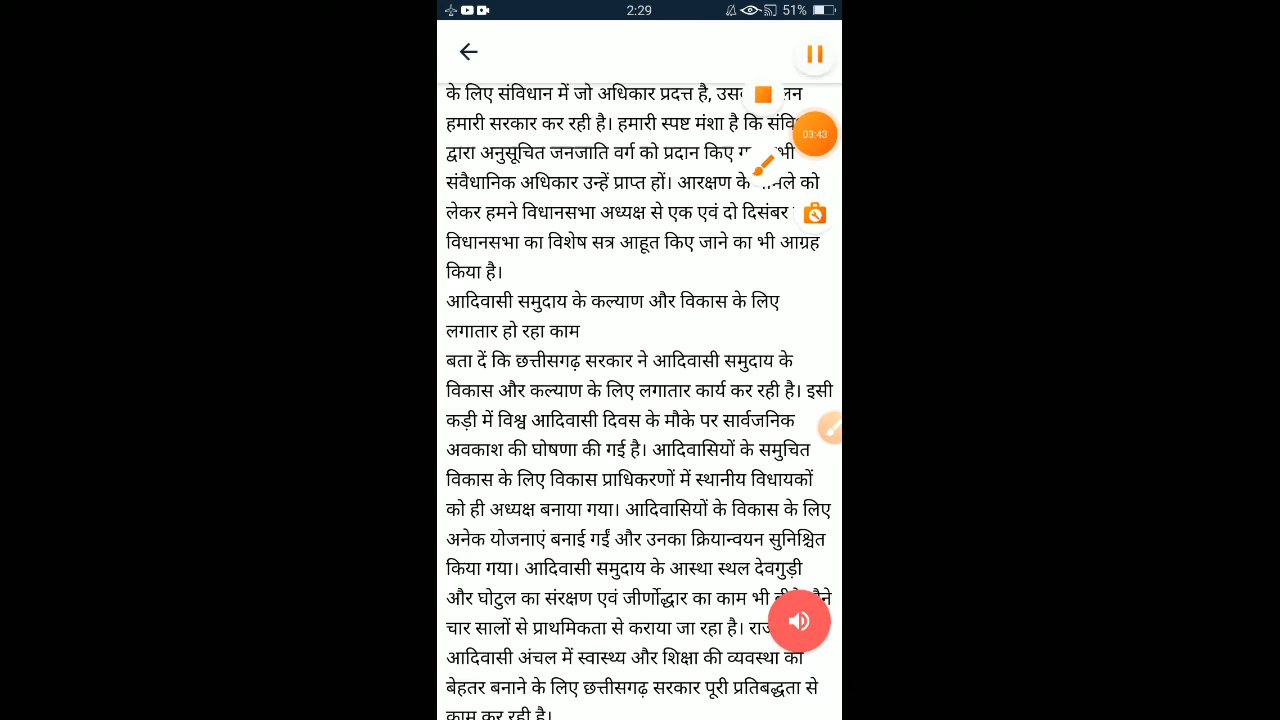 2:29
51%
के लिए संविधान में जो अधिकार प्रदत्त है,
हमारी सरकार कर रही है। हमारी स्पष्ट मंशा है कि
03:43
द्वारा अनुसूचित जनजाति वर्ग को प्रदान किए
संवैधानिक अधिकार उन्हें प्राप्त हों। आरक्षण के को
लेकर हमने विधानसभा अध्यक्ष से एक एवं दो दिसंबर
विधानसभा का विशेष सत्र आहूत किए जाने का भी आग्रह
किया है।
आदिवासी समुदाय के कल्याण और विकास के लिए
लगातार हो रहा काम
बता दें कि छत्तीसगढ़ सरकार ने आदिवासी समुदाय के
विकास और कल्याण के लिए लगातार कार्य कर रही है। इसी
कड़ी में विश्व आदिवासी दिवस के मौके पर सार्वजनिक
अवकाश की घोषणा की गई है। आदिवासियों के समुचित
विकास के लिए विकास प्राधिकरणों में स्थानीय विधायकों
को ही अध्यक्ष बनाया गया। आदिवासियों के विकास के लिए
अनेक योजनाएं बनाई गईं और उनका क्रियान्वयन सुनिश्चित
किया गया। आदिवासी समुदाय के आस्था स्थल देवगुड़ी
और घोटुल का संरक्षण एवं जीर्णोद्धार का काम भी
चार सालों से प्राथमिकता से कराया जा रहा है।
आदिवासी अंचल में स्वास्थ्य और शिक्षा की व्यवस्था को
बेहतर बनाने के लिए छत्तीसगढ़ सरकार पूरी प्रतिबद्धता से
काम कर रही है।